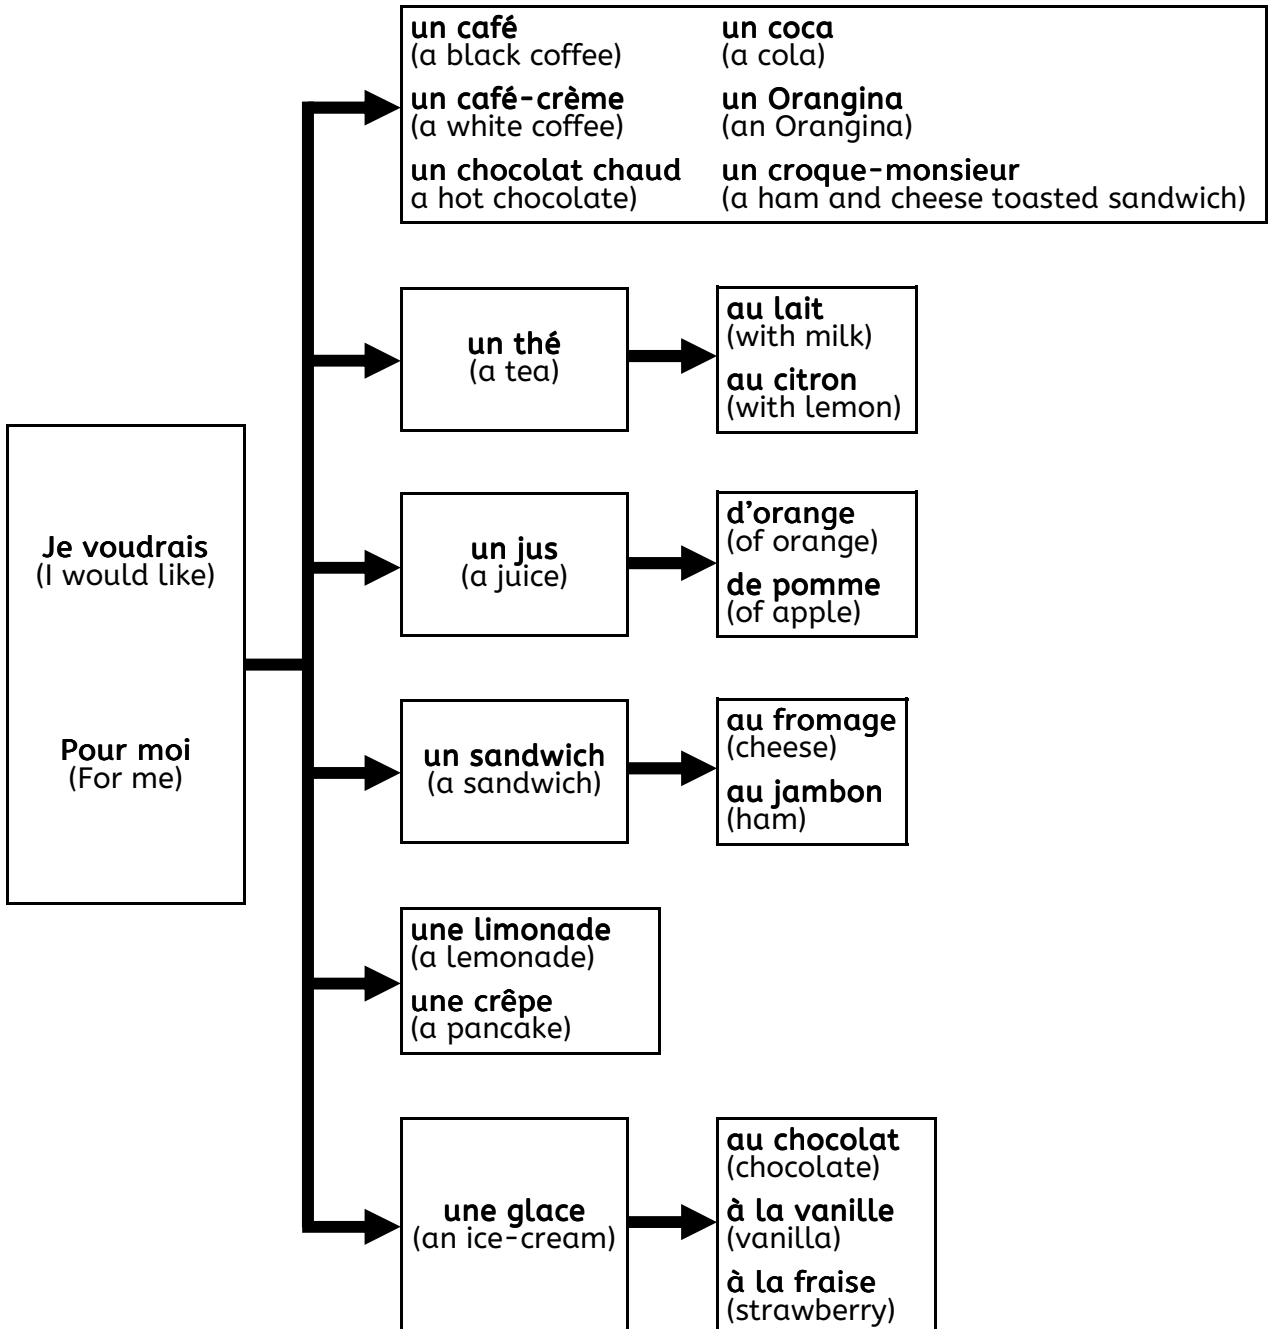 un café
(a black coffee)
un café-crème
(a white coffee)
un chocolat chaud
a hot chocolate)
un coca
(a cola)
un Orangina
(an Orangina)
un croque-monsieur
(a ham and cheese toasted sandwich)
un thé
(a tea)
au lait
(with milk)
au citron
(with lemon)
Je voudrais
(I would like)
Pour moi
(For me)
un jus
(a juice)
d’orange
(of orange)
de pomme
(of apple)
un sandwich
(a sandwich)
au fromage
(cheese)
au jambon
(ham)
une limonade
(a lemonade)
une crêpe
(a pancake)
une glace
(an ice-cream)
au chocolat
(chocolate)
à la vanille
(vanilla)
à la fraise
(strawberry)